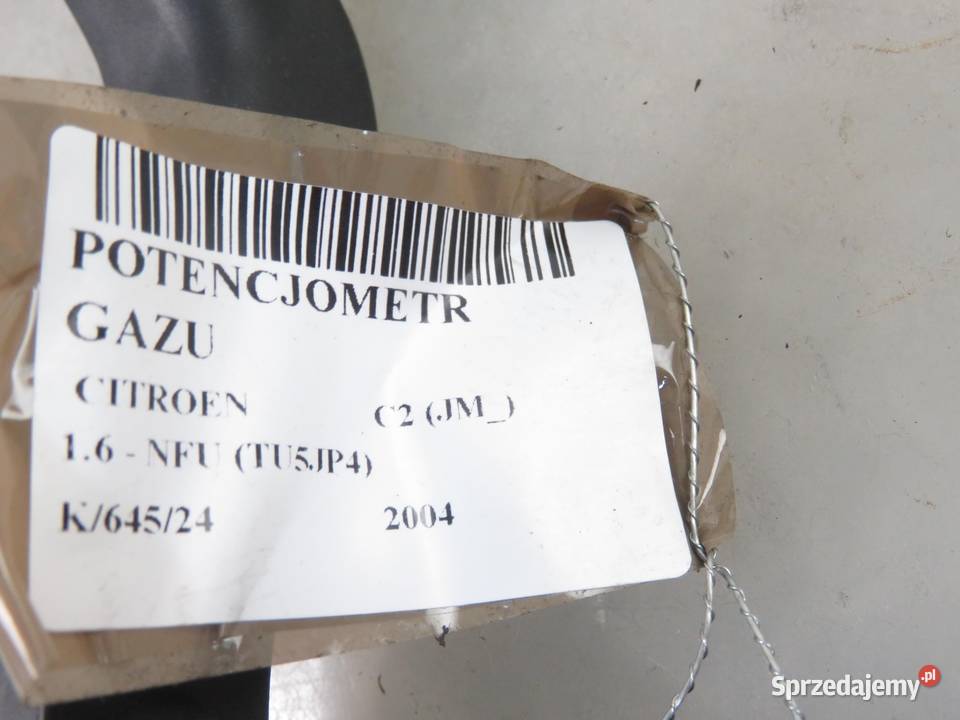 POTENCJOMETR
GAZU
CITROEN C2 (JM_)
1.6 - NFU (TU5JP4)
K/645/24 2004
Sprzedajemy.pl